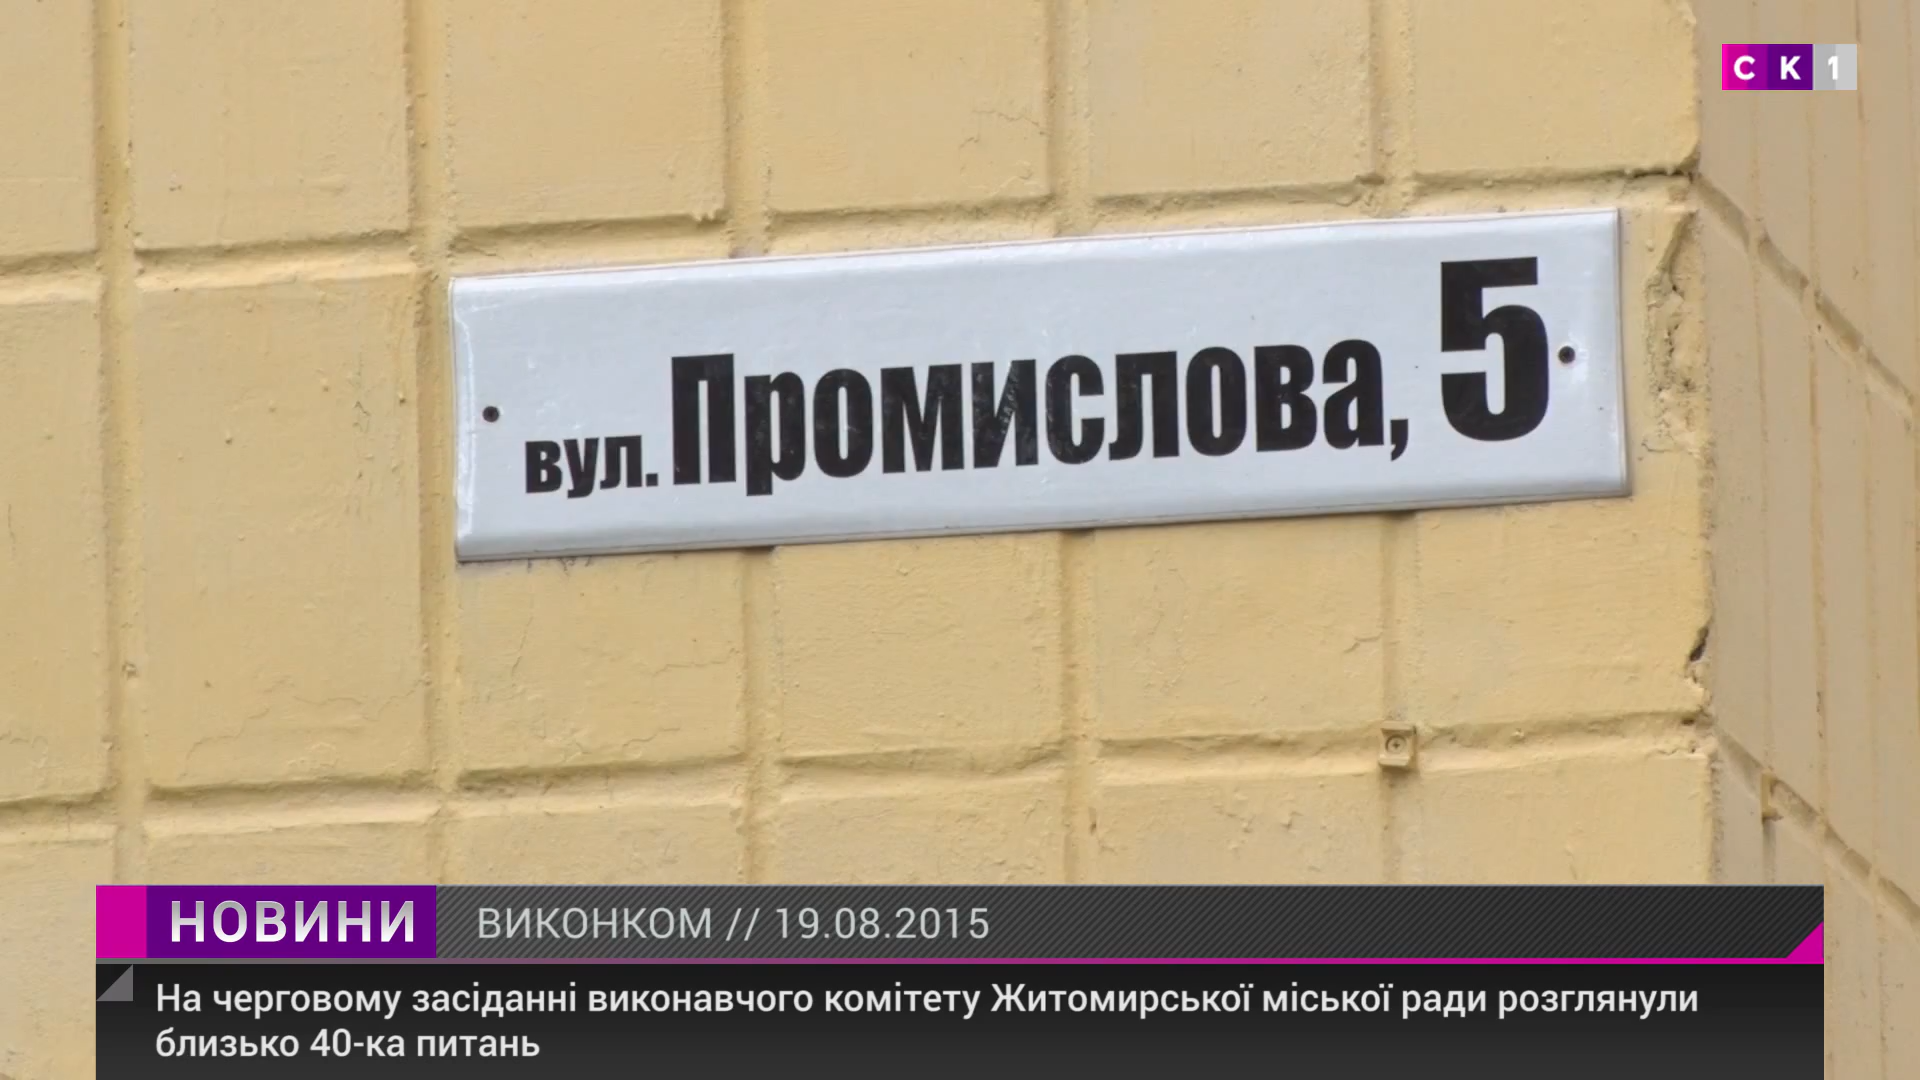 СК1
вул. Промислова, 5
НОВИНИ
ВИКОНКОМ // 19.08.2015
На черговому засіданні виконавчого комітету Житомирської міської ради розглянули
близько 40-ка питань